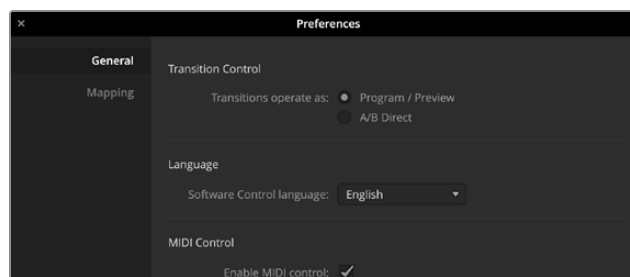 Preferences
General
Mapping
Transition Control
Transitions operate as: Program / Preview
A/B Direct
Language
Software Control language: English
MIDI Control
Enable MIDI control: